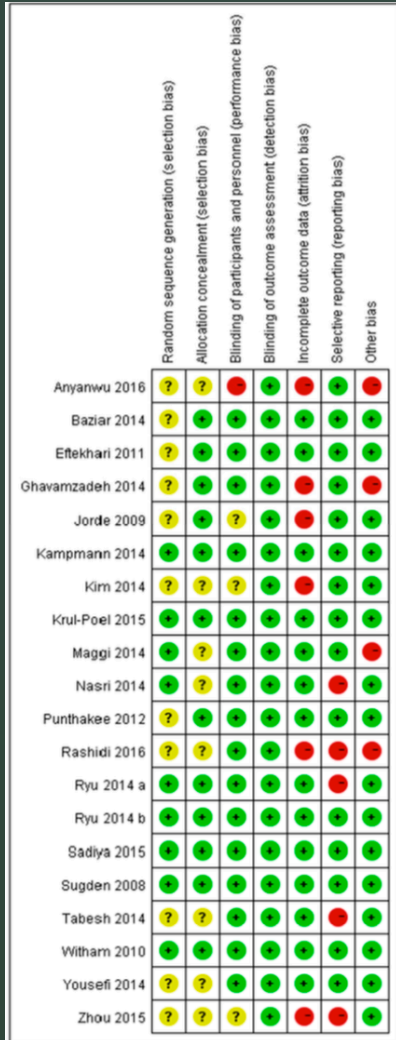 Random sequence generation (selection bias)
Allocation concealment (selection bias)
Blinding of participants and personnel (performance bias)
Blinding of outcome assessment (detection bias)
Incomplete outcome data (attrition bias)
Selective reporting (reporting bias)
Other bias
Anyanwu 2016 ? ? - + - + -
Baziar 2014 ? + + + + + +
Eftekhari 2011 ? + + + + + +
Ghavamzadeh 2014 ? + + + - + -
Jorde 2009 ? + ? + - + +
Kampmann 2014 + + + + + + +
Kim 2014 ? ? ? + - + +
Krul-Poel 2015 + + + + + + +
Maggi 2014 + ? + + + + -
Nasri 2014 + ? + + + - +
Punthakee 2012 ? + + + + + +
Rashidi 2016 ? ? + + - - -
Ryu 2014 a + + + + + - +
Ryu 2014 b + + + + + + +
Sadiya 2015 + + + + + + +
Sugden 2008 + + + + + + +
Tabesh 2014 ? ? + + + - +
Witham 2010 + + + + + + +
Yousefi 2014 ? ? + + + + +
Zhou 2015 ? ? ? + - - +